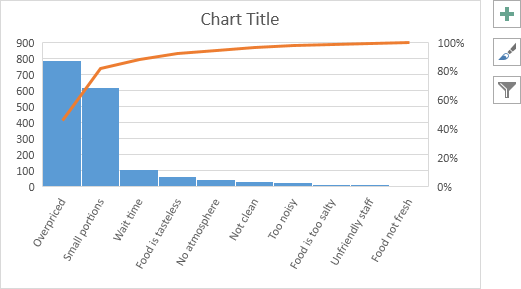 Chart Title
900
800
700
600
500
400
300
200
100
0
100%
80%
60%
40%
20%
0%
Overpriced
Small portions
Wait time
Food is tasteless
No atmosphere
Not clean
Too noisy
Food is too salty
Unfriendly staff
Food not fresh